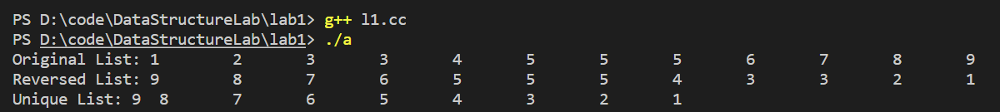 PS D:\code\DataStructureLab\lab1> g++ l1.cc
PS D:\code\DataStructureLab\lab1> ./a
Original List: 1 2 3 3 4 5 5 5 6 7 8 9
Reversed List: 9 8 7 6 5 5 5 4 3 3 2 1
Unique List: 9 8 7 6 5 4 3 2 1